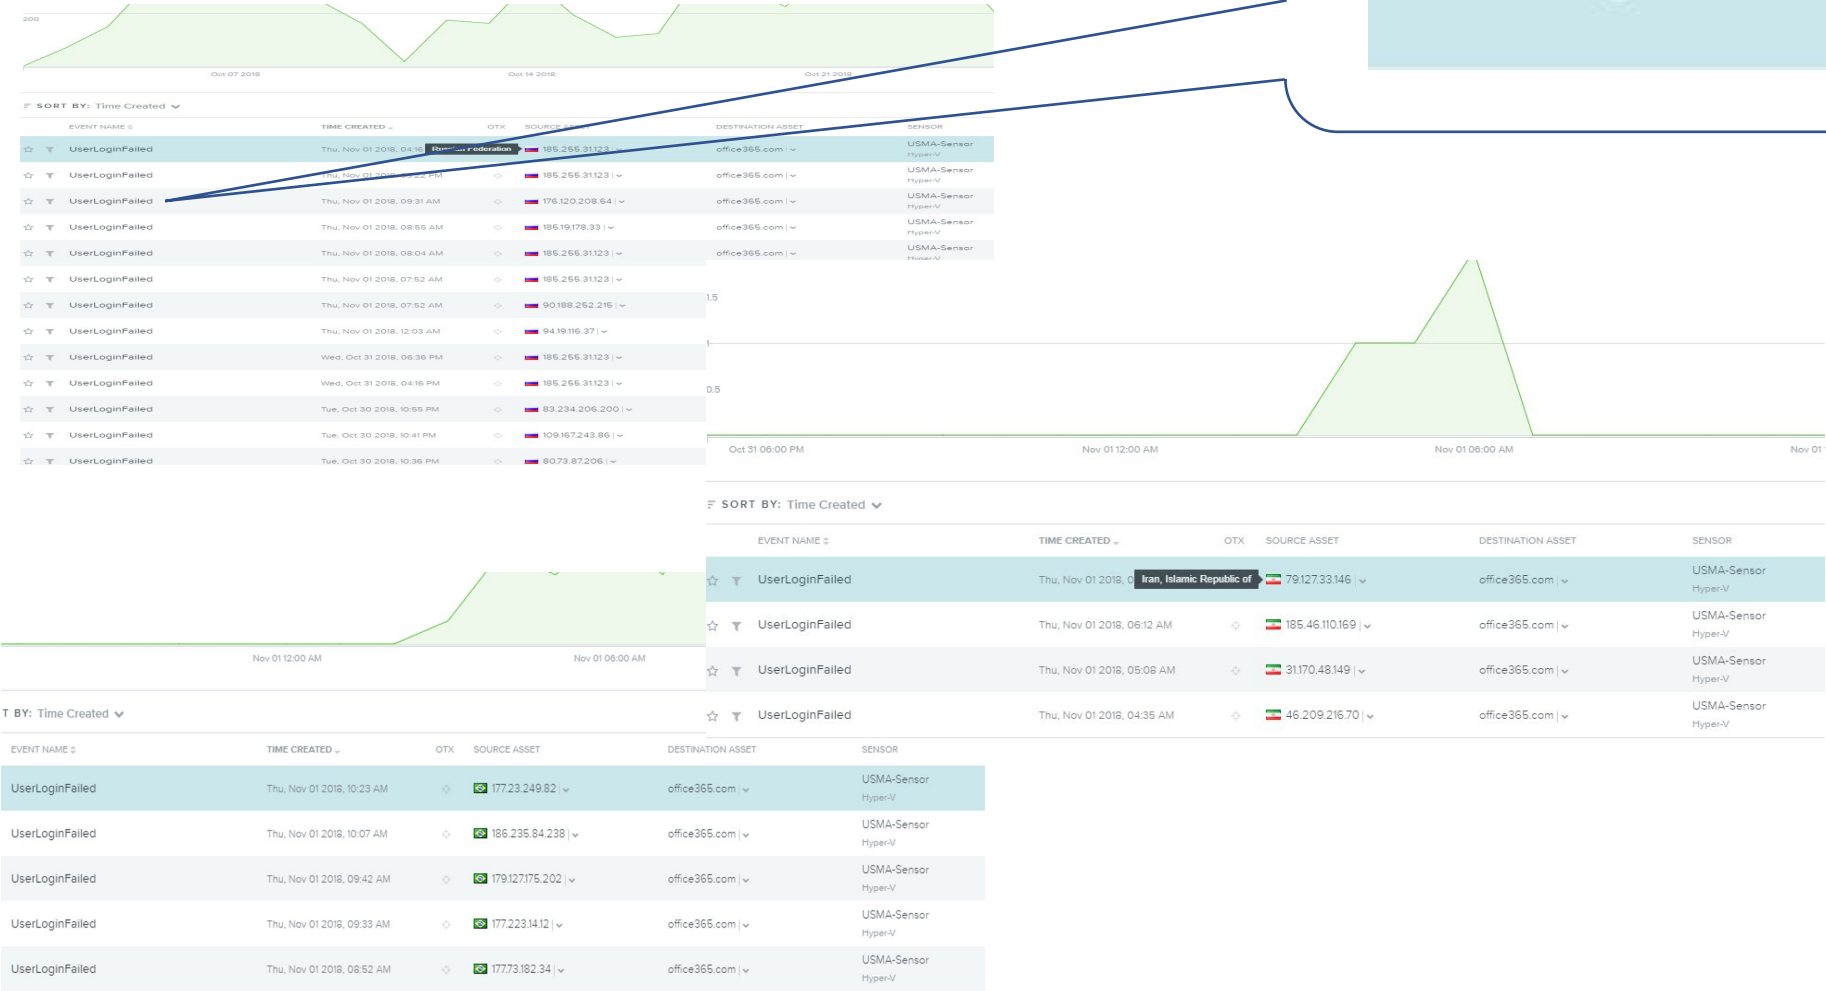 200
Oct 07 2018 Oct 14 2018 Oct 21 2018
SORT BY: Time Created
EVENT NAME TIME CREATED OTX SOURCE ASSET DESTINATION ASSET SENSOR
UserLoginFailed Thu, Nov 01 2018, 04:16 Russian Federation 185.255.31.123 office365.com USMA-Sensor
Hyper-V
UserLoginFailed Thu, Nov 01 2018, PM 185.255.31.123 office365.com USMA-Sensor
Hyper-V
UserLoginFailed Thu, Nov 01 2018, 09:31 AM 176.120.208.64 office365.com USMA-Sensor
Hyper-V
UserLoginFailed Thu, Nov 01 2018, 08:55 AM 185.19.178.33 office365.com USMA-Sensor
Hyper-V
UserLoginFailed Thu, Nov 01 2018, 08:04 AM 185.255.31.123 office365.com USMA-Sensor
Hyper-V
UserLoginFailed Thu, Nov 01 2018, 07:52 AM 185.255.31.123
UserLoginFailed Thu, Nov 01 2018, 07:52 AM 90.188.252.215
UserLoginFailed Thu, Nov 01 2018, 12:03 AM 94.19.116.37
UserLoginFailed Wed, Oct 31 2018, 06:36 PM 185.255.31.123
UserLoginFailed Wed, Oct 31 2018, 04:16 PM 185.255.31.123
UserLoginFailed Tue, Oct 30 2018, 10:55 PM 83.234.206.200
UserLoginFailed Tue, Oct 30 2018, 10:41 PM 109.167.243.86
UserLoginFailed Tue, Oct 30 2018, 10:36 PM 80.73.87.206
1.5
1
0.5
Oct 31 06:00 PM Nov 01 12:00 AM Nov 01 06:00 AM Nov 01
SORT BY: Time Created
EVENT NAME TIME CREATED OTX SOURCE ASSET DESTINATION ASSET SENSOR
UserLoginFailed Thu, Nov 01 2018, 0 Iran, Islamic Republic of 79.127.33.146 office365.com USMA-Sensor
Hyper-V
UserLoginFailed Thu, Nov 01 2018, 06:12 AM 185.46.110.169 office365.com USMA-Sensor
Hyper-V
UserLoginFailed Thu, Nov 01 2018, 05:08 AM 31.170.48.149 office365.com USMA-Sensor
Hyper-V
UserLoginFailed Thu, Nov 01 2018, 04:35 AM 46.209.216.70 office365.com USMA-Sensor
Hyper-V
Nov 01 12:00 AM Nov 01 06:00 AM
T BY: Time Created
EVENT NAME TIME CREATED OTX SOURCE ASSET DESTINATION ASSET SENSOR
UserLoginFailed Thu, Nov 01 2018, 10:23 AM 177.23.249.82 office365.com USMA-Sensor
Hyper-V
UserLoginFailed Thu, Nov 01 2018, 10:07 AM 186.235.84.238 office365.com USMA-Sensor
Hyper-V
UserLoginFailed Thu, Nov 01 2018, 09:42 AM 179.127.175.202 office365.com USMA-Sensor
Hyper-V
UserLoginFailed Thu, Nov 01 2018, 09:33 AM 177.223.14.12 office365.com USMA-Sensor
Hyper-V
UserLoginFailed Thu, Nov 01 2018, 08:52 AM 177.73.182.34 office365.com USMA-Sensor
Hyper-V